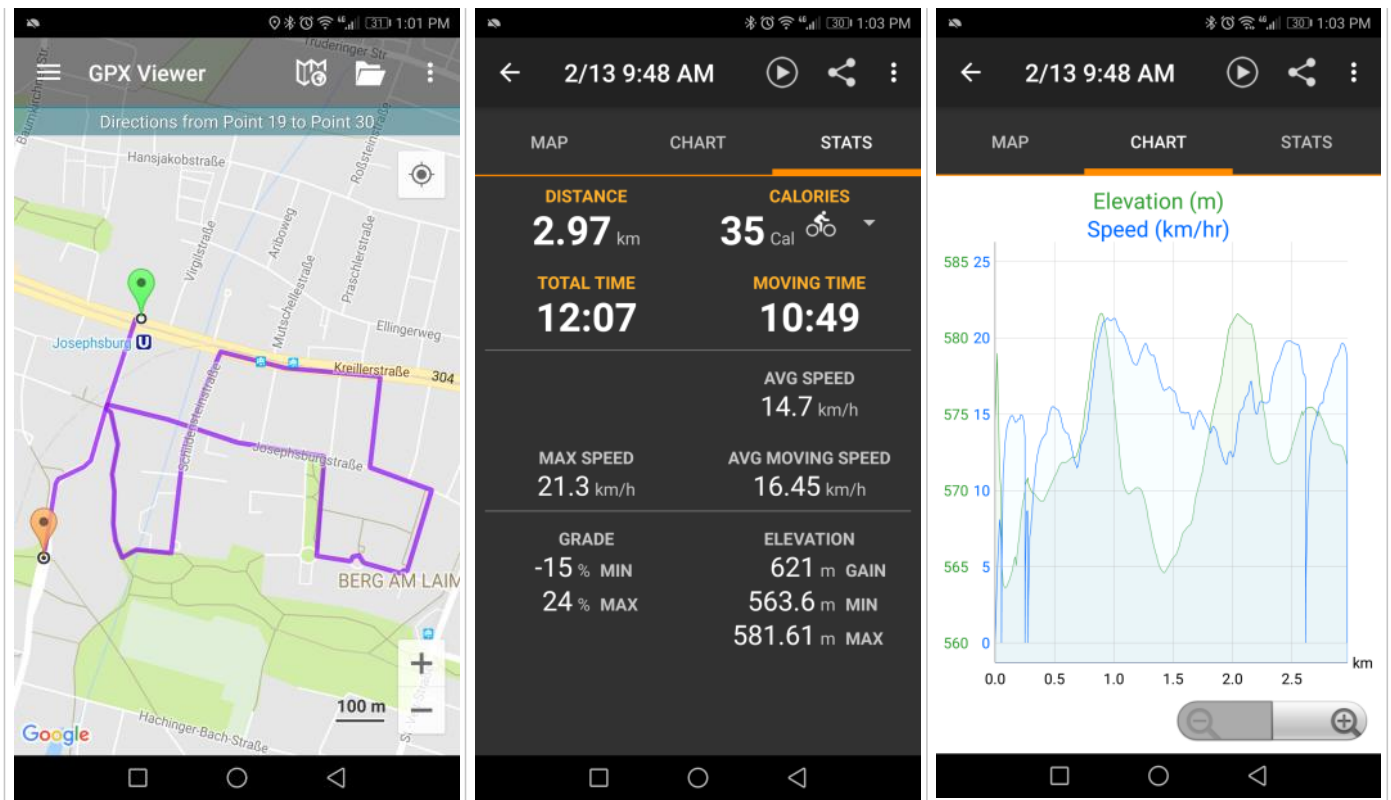 31 1:01 PM
Truderinger Str
GPX Viewer
Baumkirchner Str.
Directions from Point 19 to Point 30
Hansjakobstraße
Roßsteinstraße
Virgilstraße
Ariboweg
Praschlerstraße
Mutschellestraße
Ellingerweg
Josephsburg U
Kreillerstraße
304
Schildensteinstraße
Josephsburgstraße
BERG AM LAIM
+
100 m
−
Hachinger-Bach-Straße
Google
30 1:03 PM
2/13 9:48 AM
MAP CHART STATS
DISTANCE CALORIES
2.97 km 35 Cal
TOTAL TIME MOVING TIME
12:07 10:49
AVG SPEED
14.7 km/h
MAX SPEED AVG MOVING SPEED
21.3 km/h 16.45 km/h
GRADE ELEVATION
-15 % MIN 621 m GAIN
24 % MAX 563.6 m MIN
581.61 m MAX
30 1:03 PM
2/13 9:48 AM
MAP CHART STATS
Elevation (m)
Speed (km/hr)
585 25
580 20
575 15
570 10
565 5
560 0
km
0.0 0.5 1.0 1.5 2.0 2.5